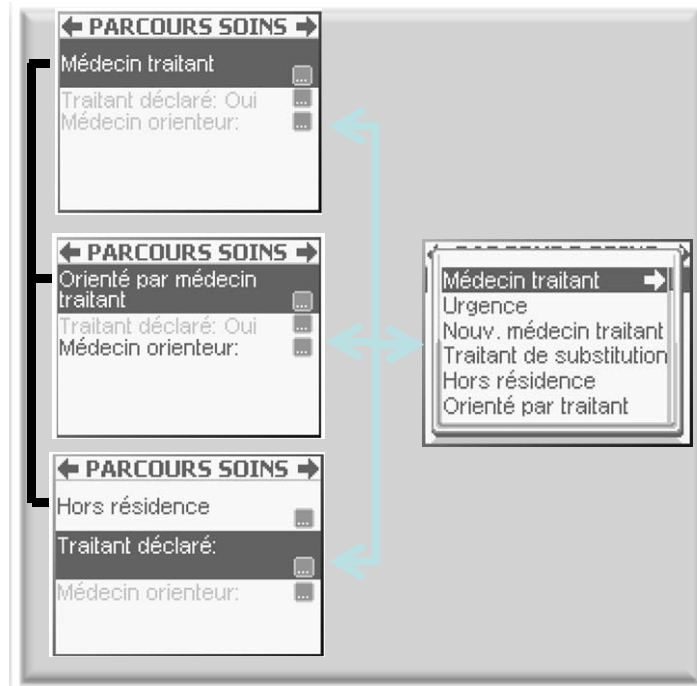 PARCOURS SOINS
Médecin traitant
...
Traitant déclaré: Oui ...
Médecin orienteur: ...
PARCOURS SOINS
Orienté par médecin
traitant ...
Traitant déclaré: Oui ...
Médecin orienteur: ...
PARCOURS SOINS
Hors résidence
...
Traitant déclaré:
...
Médecin orienteur: ...
Médecin traitant
Urgence
Nouv. médecin traitant
Traitant de substitution
Hors résidence
Orienté par traitant